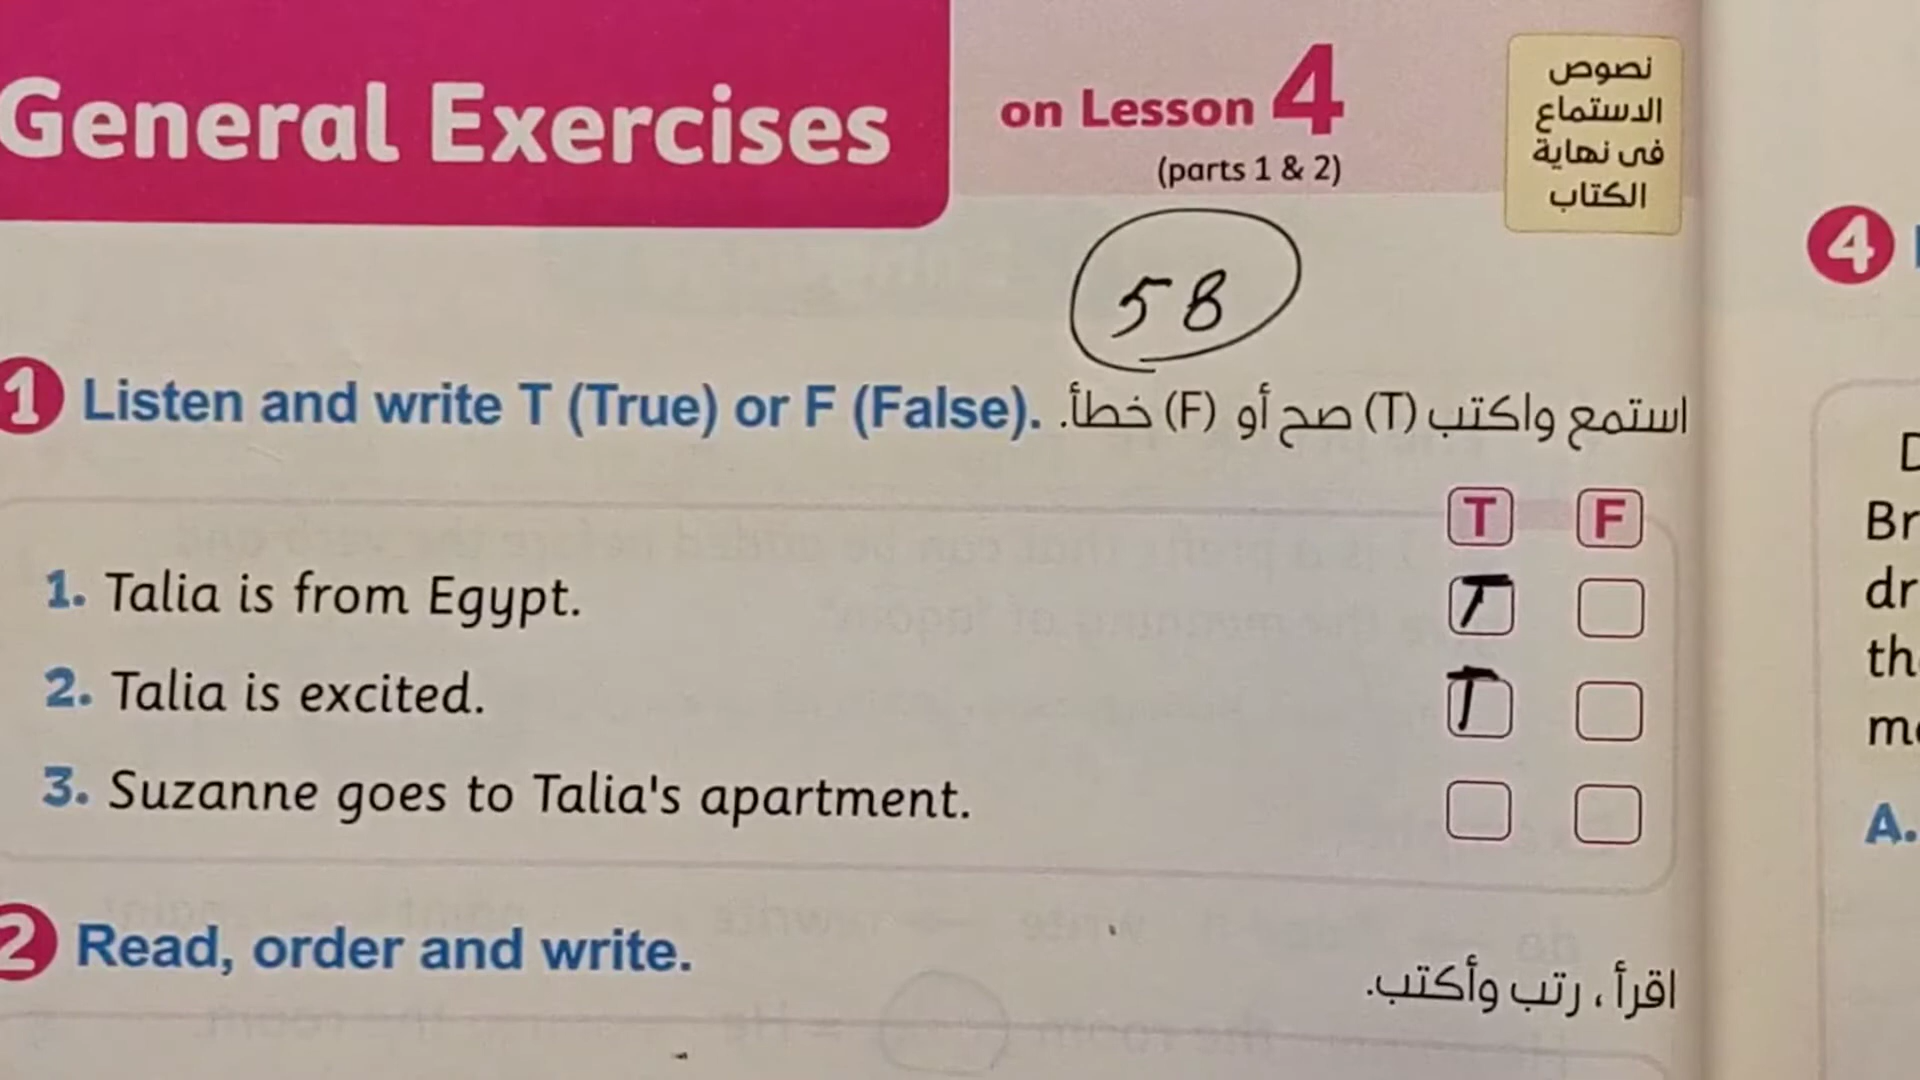 General Exercises
on Lesson 4
(parts 1 & 2)
نصوص
الاستماع
فى نهاية
الكتاب
58
1 Listen and write T (True) or F (False). استمع واكتب (T) صح أو (F) خطأ.
T F
1. Talia is from Egypt. T
2. Talia is excited. T
3. Suzanne goes to Talia's apartment.
2 Read, order and write. اقرأ، رتب وأكتب.
4
Br
dr
th
A.